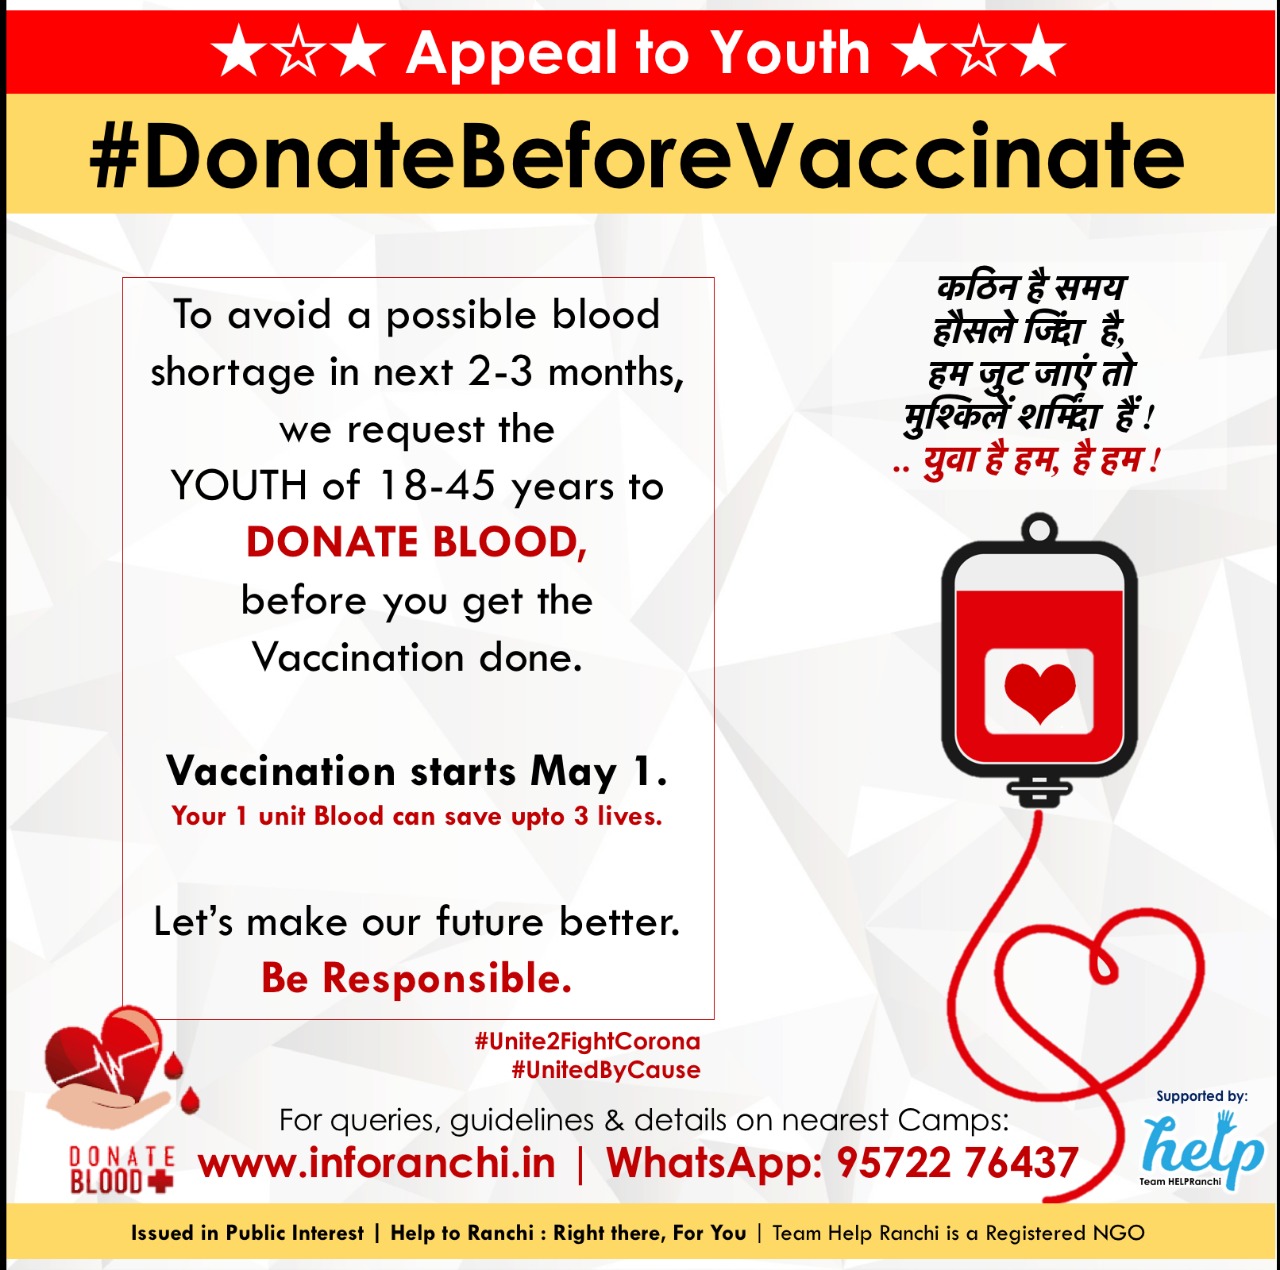 ★☆★ Appeal to Youth ★☆★
#DonateBeforeVaccinate
To avoid a possible blood
shortage in next 2-3 months,
we request the
YOUTH of 18-45 years to
DONATE BLOOD,
before you get the
Vaccination done.
Vaccination starts May 1.
Your 1 unit Blood can save upto 3 lives.
Let's make our future better.
Be Responsible.
कठिन है समय
हौसले जिंदा है,
हम जुट जाएं तो
मुश्किलें शर्मिंदा हैं !
.. युवा है हम, है हम !
#Unite2FightCorona
#UnitedByCause
For queries, guidelines & details on nearest Camps:
www.inforanchi.in | WhatsApp: 95722 76437
DONATE
BLOOD
Supported by:
help
Team HELPRanchi
Issued in Public Interest | Help to Ranchi : Right there, For You | Team Help Ranchi is a Registered NGO